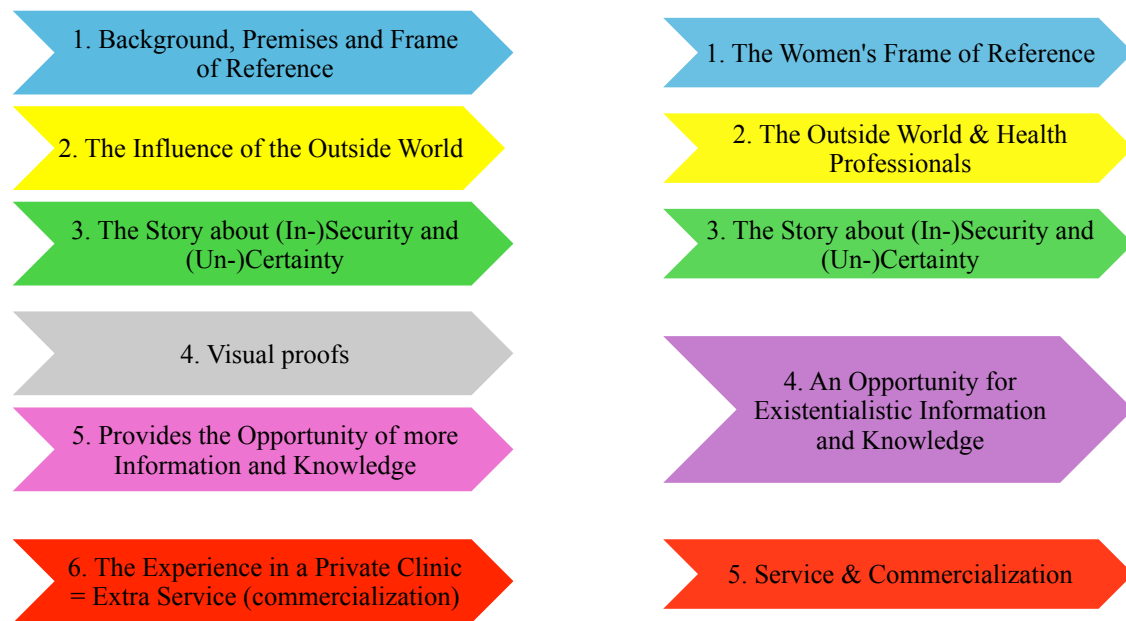 1. Background, Premises and Frame
of Reference
2. The Influence of the Outside World
3. The Story about (In-)Security and
(Un-)Certainty
4. Visual proofs
5. Provides the Opportunity of more
Information and Knowledge
6. The Experience in a Private Clinic
= Extra Service (commercialization)
1. The Women's Frame of Reference
2. The Outside World & Health
Professionals
3. The Story about (In-)Security and
(Un-)Certainty
4. An Opportunity for
Existentialistic Information
and Knowledge
5. Service & Commercialization